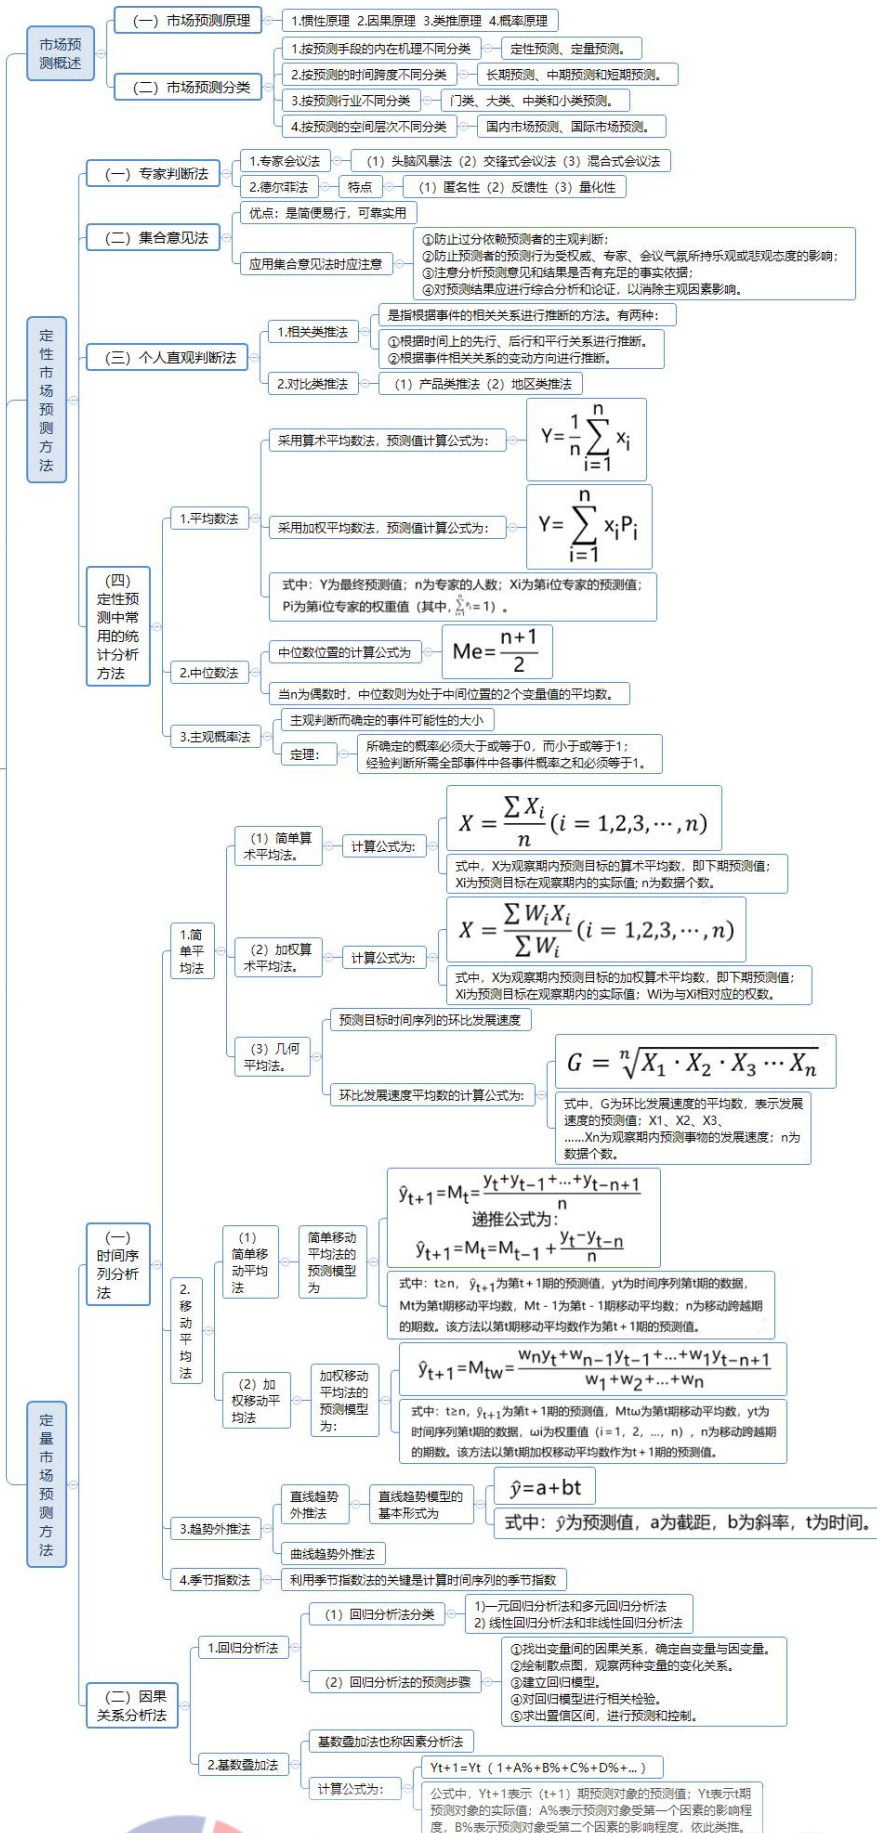 市场预
测概述
（一）市场预测原理
1.惯性原理 2.因果原理 3.类推原理 4.概率原理
（二）市场预测分类
1.按预测手段的内在机理不同分类
定性预测、定量预测。
2.按预测的时间跨度不同分类
长期预测、中期预测和短期预测。
3.按预测行业不同分类
门类、大类、中类和小类预测。
4.按预测的空间层次不同分类
国内市场预测、国际市场预测。
定性市场预测方法
（一）专家判断法
1.专家会议法
（1）头脑风暴法（2）交锋式会议法（3）混合式会议法
2.德尔菲法
特点
（1）匿名性（2）反馈性（3）量化性
（二）集合意见法
优点：是简便易行，可靠实用
应用集合意见法时应注意
①防止过分依赖预测者的主观判断；
②防止预测者的预测行为受权威、专家、会议气氛所持乐观或悲观态度的影响；
③注意分析预测意见和结果是否有充足的事实依据；
④对预测结果应进行综合分析和论证，以消除主观因素影响。
（三）个人直观判断法
1.相关类推法
是指根据事件的相关关系进行推断的方法。有两种：
①根据时间上的先行、后行和平行关系进行推断。
②根据事件相关关系的变动方向进行推断。
2.对比类推法
（1）产品类推法（2）地区类推法
（四）
定性预
测中常
用的统
计分析
方法
1.平均数法
采用算术平均数法，预测值计算公式为：
Y=1/n ∑(i=1→n) xi
采用加权平均数法，预测值计算公式为：
Y= ∑(i=1→n) xiPi
式中：Y为最终预测值；n为专家的人数；Xi为第i位专家的预测值；
Pi为第i位专家的权重值（其中，∑(i=1→n) Pi=1）。
2.中位数法
中位数位置的计算公式为
Me=(n+1)/2
当n为偶数时，中位数则为处于中间位置的2个变量值的平均数。
3.主观概率法
主观判断而确定的事件可能性的大小
定理：
所确定的概率必须大于或等于0，而小于或等于1；
经验判断所需全部事件中各事件概率之和必须等于1。
定量市场预测方法
（一）
时间序
列分析
法
1.简
单平
均法
（1）简单算
术平均法。
计算公式为：
X = ∑Xi/n (i = 1,2,3,⋯,n)
式中，X为观察期内预测目标的算术平均数，即下期预测值；
Xi为预测目标在观察期内的实际值; n为数据个数。
（2）加权算
术平均法。
计算公式为:
X = ∑WiXi/∑Wi (i = 1,2,3,⋯,n)
式中，X为观察期内预测目标的加权算术平均数，即下期预测值；
Xi为预测目标在观察期内的实际值；Wi为与Xi相对应的权数。
（3）几何
平均法。
预测目标时间序列的环比发展速度
环比发展速度平均数的计算公式为:
G = ⁿ√(X1 · X2 · X3 ⋯ Xn)
式中，G为环比发展速度的平均数，表示发展
速度的预测值；X1、X2、X3、
……Xn为观察期内预测事物的发展速度；n为
数据个数。
2.
移
动
平
均
法
（1）
简单移
动平均
法
简单移动
平均法的
预测模型
为
ŷt+1=Mt=(yt+yt−1+...+yt−n+1)/n
递推公式为：
ŷt+1=Mt=Mt−1+(yt−yt−n)/n
式中：t≥n，ŷt+1为第t+1期的预测值，yt为时间序列第t期的数据，
Mt为第t期移动平均数，Mt - 1为第t - 1期移动平均数；n为移动跨越期
的期数。该方法以第t期移动平均数作为第t+1期的预测值。
（2）加
权移动平
均法
加权移动
平均法的
预测模型
为：
ŷt+1=Mtw=(wnyt+wn−1yt−1+...+w1yt−n+1)/(w1+w2+...+wn)
式中：t≥n，ŷt+1为第t+1期的预测值，Mtω为第t期移动平均数，yt为
时间序列第t期的数据，ωi为权重值（i=1，2，...，n），n为移动跨越期
的期数。该方法以第t期加权移动平均数作为t+1期的预测值。
3.趋势外推法
直线趋势
外推法
直线趋势模型的
基本形式为
ŷ=a+bt
式中：ŷ为预测值，a为截距，b为斜率，t为时间。
曲线趋势外推法
4.季节指数法
利用季节指数法的关键是计算时间序列的季节指数
（二）因果
关系分析法
1.回归分析法
（1）回归分析法分类
1)一元回归分析法和多元回归分析法
2) 线性回归分析法和非线性回归分析法
（2）回归分析法的预测步骤
①找出变量间的因果关系，确定自变量与因变量。
②绘制散点图，观察两种变量的变化关系。
③建立回归模型。
④对回归模型进行相关检验。
⑤求出置信区间，进行预测和控制。
2.基数叠加法
基数叠加法也称因素分析法
计算公式为：
Yt+1=Yt（1+A%+B%+C%+D%+...）
公式中，Yt+1表示（t+1）期预测对象的预测值；Yt表示t期
预测对象的实际值；A%表示预测对象受第一个因素的影响程
度，B%表示预测对象受第二个因素的影响程度，依此类推。